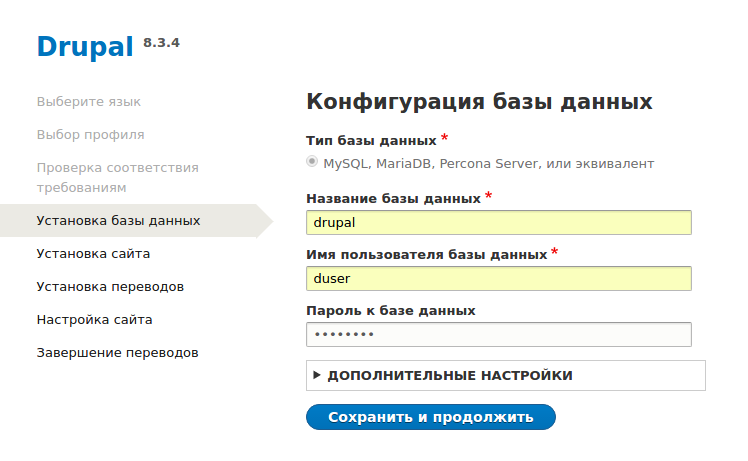 Drupal 8.3.4
Выберите язык
Выбор профиля
Проверка соответствия
требованиям
Установка базы данных
Установка сайта
Установка переводов
Настройка сайта
Завершение переводов
Конфигурация базы данных
Тип базы данных *
MySQL, MariaDB, Percona Server, или эквивалент
Название базы данных *
drupal
Имя пользователя базы данных *
duser
Пароль к базе данных
••••••••
ДОПОЛНИТЕЛЬНЫЕ НАСТРОЙКИ
Сохранить и продолжить